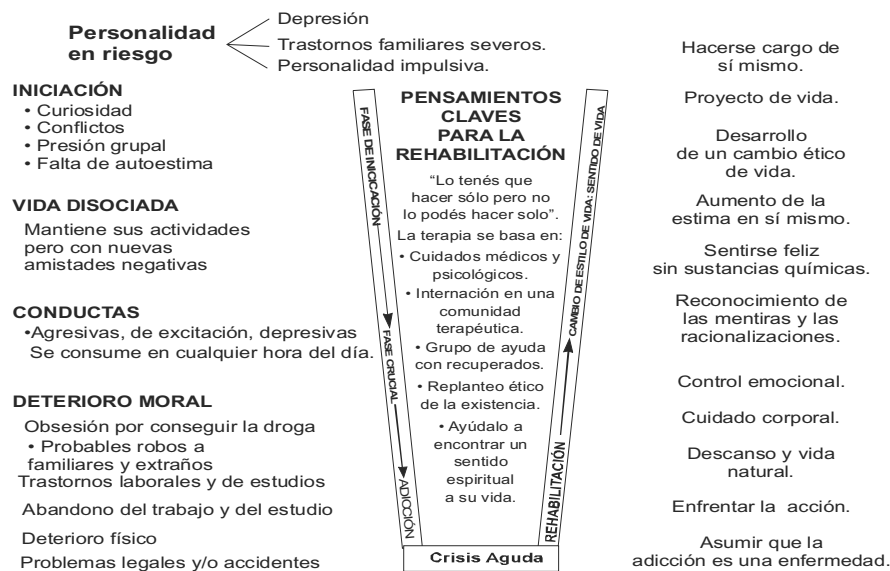 Personalidad
en riesgo
Depresión
Trastornos familiares severos.
Personalidad impulsiva.
INICIACIÓN
• Curiosidad
• Conflictos
• Presión grupal
• Falta de autoestima
VIDA DISOCIADA
Mantiene sus actividades
pero con nuevas
amistades negativas
CONDUCTAS
•Agresivas, de excitación, depresivas
Se consume en cualquier hora del día.
DETERIORO MORAL
Obsesión por conseguir la droga
• Probables robos a
familiares y extraños
Trastornos laborales y de estudios
Abandono del trabajo y del estudio
Deterioro físico
Problemas legales y/o accidentes
FASE DE INICICACIÓN
FASE CRUCIAL
ADICCIÓN
PENSAMIENTOS
CLAVES
PARA LA
REHABILITACIÓN
“Lo tenés que
hacer sólo pero no
lo podés hacer solo”.
La terapia se basa en:
• Cuidados médicos y
psicológicos.
• Internación en una
comunidad
terapéutica.
• Grupo de ayuda
con recuperados.
• Replanteo ético
de la existencia.
• Ayúdalo a
encontrar un
sentido
espiritual
a su vida.
Crisis Aguda
REHABILITACIÓN
CAMBIO DE ESTILO DE VIDA: SENTIDO DE VIDA
Hacerse cargo de
sí mismo.
Proyecto de vida.
Desarrollo
de un cambio ético
de vida.
Aumento de la
estima en sí mismo.
Sentirse feliz
sin sustancias químicas.
Reconocimiento de
las mentiras y las
racionalizaciones.
Control emocional.
Cuidado corporal.
Descanso y vida
natural.
Enfrentar la acción.
Asumir que la
adicción es una enfermedad.